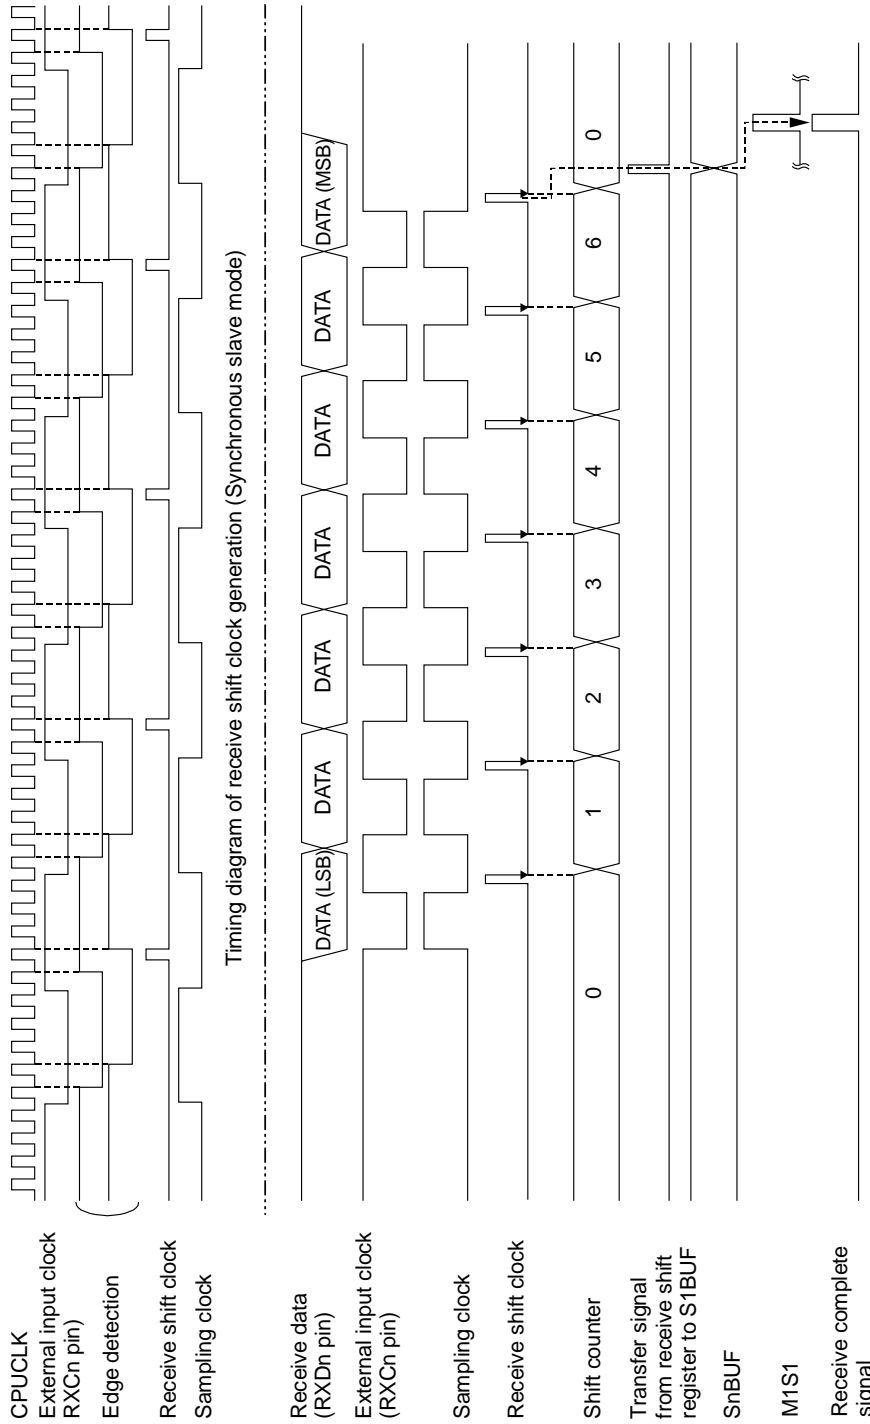 CPUCLK
External input clock
RXCn pin)
Edge detection
Receive shift clock
Sampling clock
Timing diagram of receive shift clock generation (Synchronous slave mode)
Receive data
(RXDn pin)
DATA (LSB)
DATA
DATA
DATA
DATA
DATA
DATA (MSB)
External input clock
(RXCn pin)
Sampling clock
Receive shift clock
Shift counter
0
1
2
3
4
5
6
0
Transfer signal
from receive shift
register to S1BUF
SnBUF
M1S1
Receive complete
signal